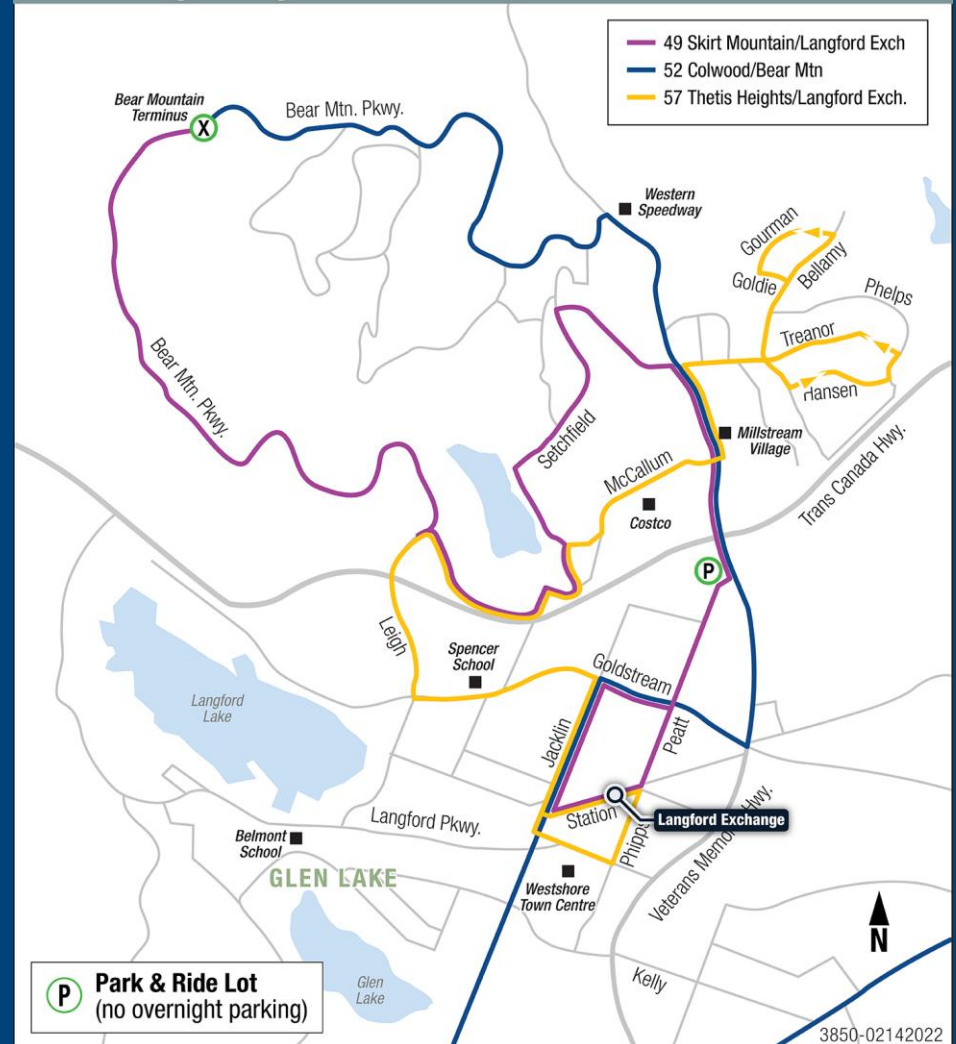 49 Skirt Mountain/Langford Exch
52 Colwood/Bear Mtn
57 Thetis Heights/Langford Exch.
Bear Mountain
Terminus
X
Bear Mtn. Pkwy.
Western
Speedway
Gourman
Goldie
Bellamy
Phelps
Treanor
Hansen
Bear Mtn. Pkwy.
Setchfield
Millstream
Village
McCallum
Costco
Trans Canada Hwy.
P
Leigh
Spencer
School
Goldstream
Langford
Lake
Jacklin
Peatt
Station
Langford Exchange
Langford Pkwy.
Phipps
Belmont
School
GLEN LAKE
Westshore
Town Centre
Veterans Memorial Hwy.
N
Kelly
Glen
Lake
P
Park & Ride Lot
(no overnight parking)
3850-02142022